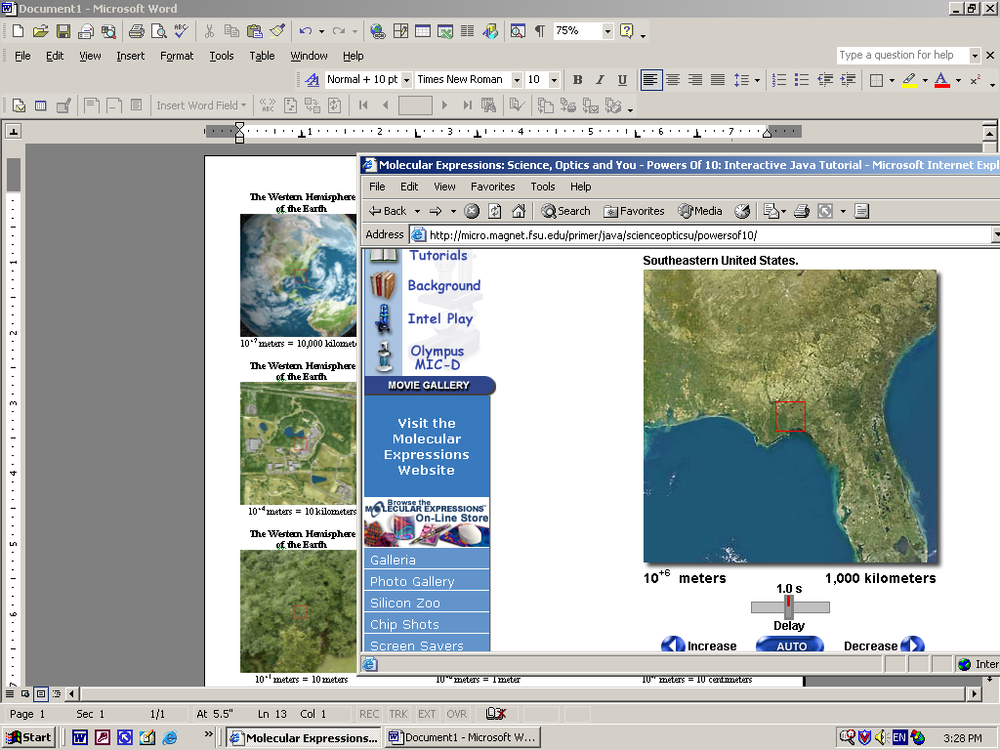 Document1 - Microsoft Word
75%
File Edit View Insert Format Tools Table Window Help
Type a question for help
Normal + 10 pt Times New Roman 10 B I U
Insert Word Field
1 2 3 4 5 6 7
The Western Hemisphere
of the Earth
10+7 meters = 10,000 kilomete
The Western Hemisphere
of the Earth
10+4 meters = 10 kilometers
The Western Hemisphere
of the Earth
10+1 meters = 10 meters
meters = 1 meter
meters = 10 centimeters
Molecular Expressions: Science, Optics and You - Powers Of 10: Interactive Java Tutorial - Microsoft Internet Expl
File Edit View Favorites Tools Help
Back Search Favorites Media
Address http://micro.magnet.fsu.edu/primer/java/scienceopticsu/powersof10/
Tutorials
Background
Intel Play
Olympus
MIC-D
MOVIE GALLERY
Visit the
Molecular
Expressions
Website
Browse the
MOLECULAR EXPRESSIONS™
On-Line Store
Galleria
Photo Gallery
Silicon Zoo
Chip Shots
Screen Savers
Southeastern United States.
10+6 meters 1,000 kilometers
1.0 s
Delay
Increase AUTO Decrease
Inter
Page 1 Sec 1 1/1 At 5.5" Ln 13 Col 1 REC TRK EXT OVR
Start Molecular Expressions... Document1 - Microsoft W... EN 3:28 PM